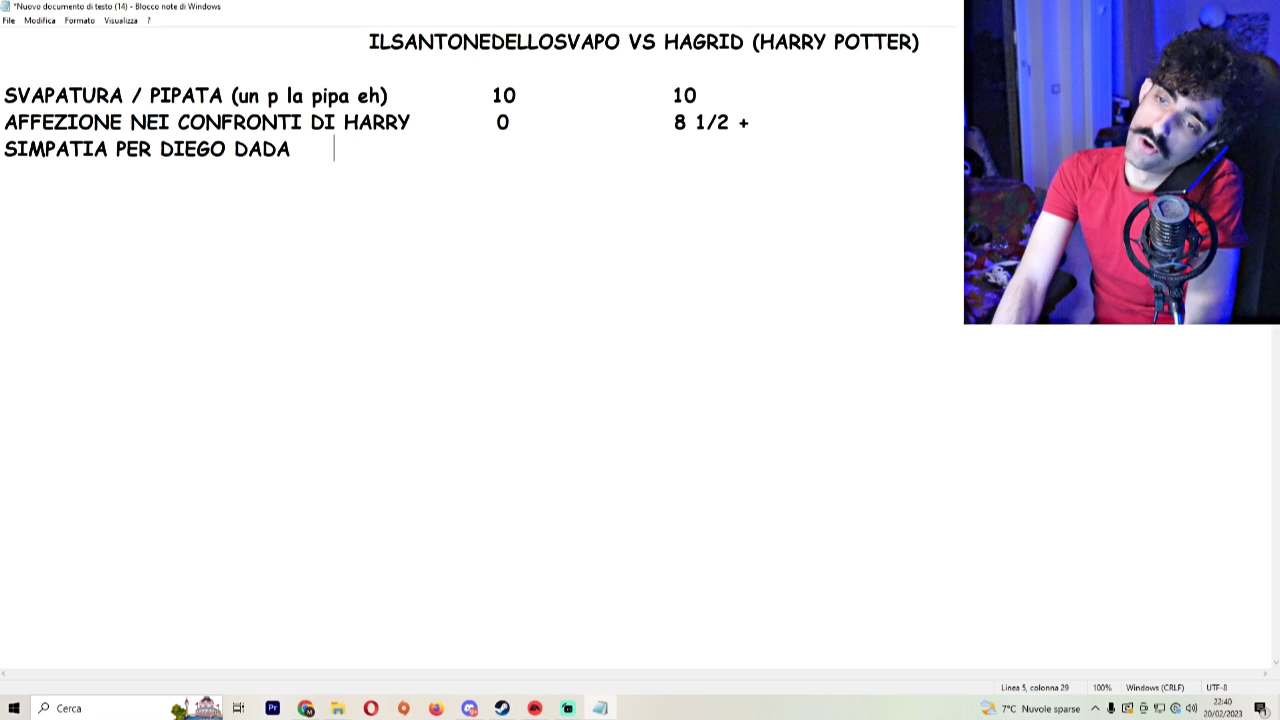 *Nuovo documento di testo (14) - Blocco note di Windows
File Modifica Formato Visualizza ?
ILSANTONEDELLOSVAPO VS HAGRID (HARRY POTTER)
SVAPATURA / PIPATA (un p la pipa eh) 10 10
AFFEZIONE NEI CONFRONTI DI HARRY 0 8 1/2 +
SIMPATIA PER DIEGO DADA
Linea 5, colonna 29 100% Windows (CRLF) UTF-8
Cerca Pr 7°C Nuvole sparse 22:40
20/02/2023